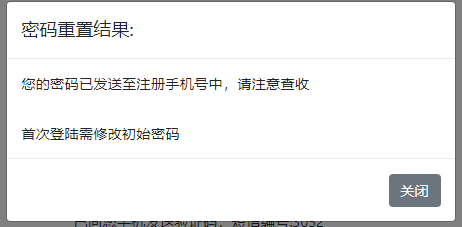 密码重置结果:
您的密码已发送至注册手机号中，请注意查收
首次登陆需修改初始密码
关闭